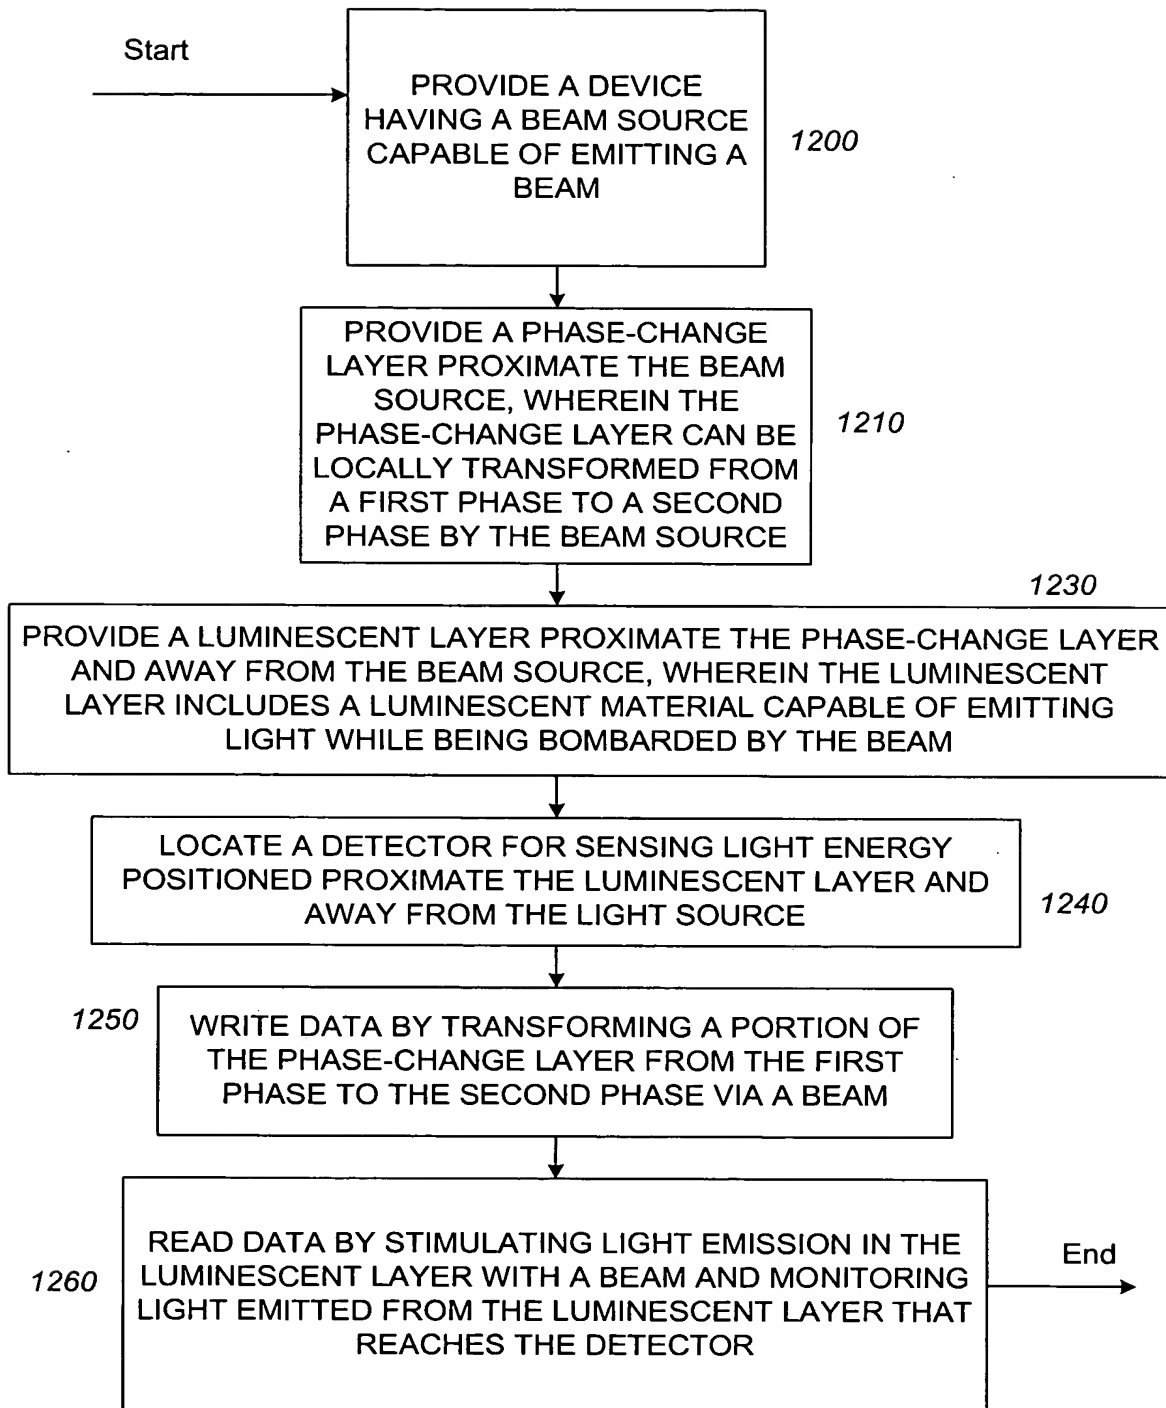 Start
PROVIDE A DEVICE
HAVING A BEAM SOURCE
CAPABLE OF EMITTING A
BEAM
1200
PROVIDE A PHASE-CHANGE
LAYER PROXIMATE THE BEAM
SOURCE, WHEREIN THE
PHASE-CHANGE LAYER CAN BE
LOCALLY TRANSFORMED FROM
A FIRST PHASE TO A SECOND
PHASE BY THE BEAM SOURCE
1210
1230
PROVIDE A LUMINESCENT LAYER PROXIMATE THE PHASE-CHANGE LAYER
AND AWAY FROM THE BEAM SOURCE, WHEREIN THE LUMINESCENT
LAYER INCLUDES A LUMINESCENT MATERIAL CAPABLE OF EMITTING
LIGHT WHILE BEING BOMBARDED BY THE BEAM
LOCATE A DETECTOR FOR SENSING LIGHT ENERGY
POSITIONED PROXIMATE THE LUMINESCENT LAYER AND
AWAY FROM THE LIGHT SOURCE
1240
1250
WRITE DATA BY TRANSFORMING A PORTION OF
THE PHASE-CHANGE LAYER FROM THE FIRST
PHASE TO THE SECOND PHASE VIA A BEAM
1260
READ DATA BY STIMULATING LIGHT EMISSION IN THE
LUMINESCENT LAYER WITH A BEAM AND MONITORING
LIGHT EMITTED FROM THE LUMINESCENT LAYER THAT
REACHES THE DETECTOR
End